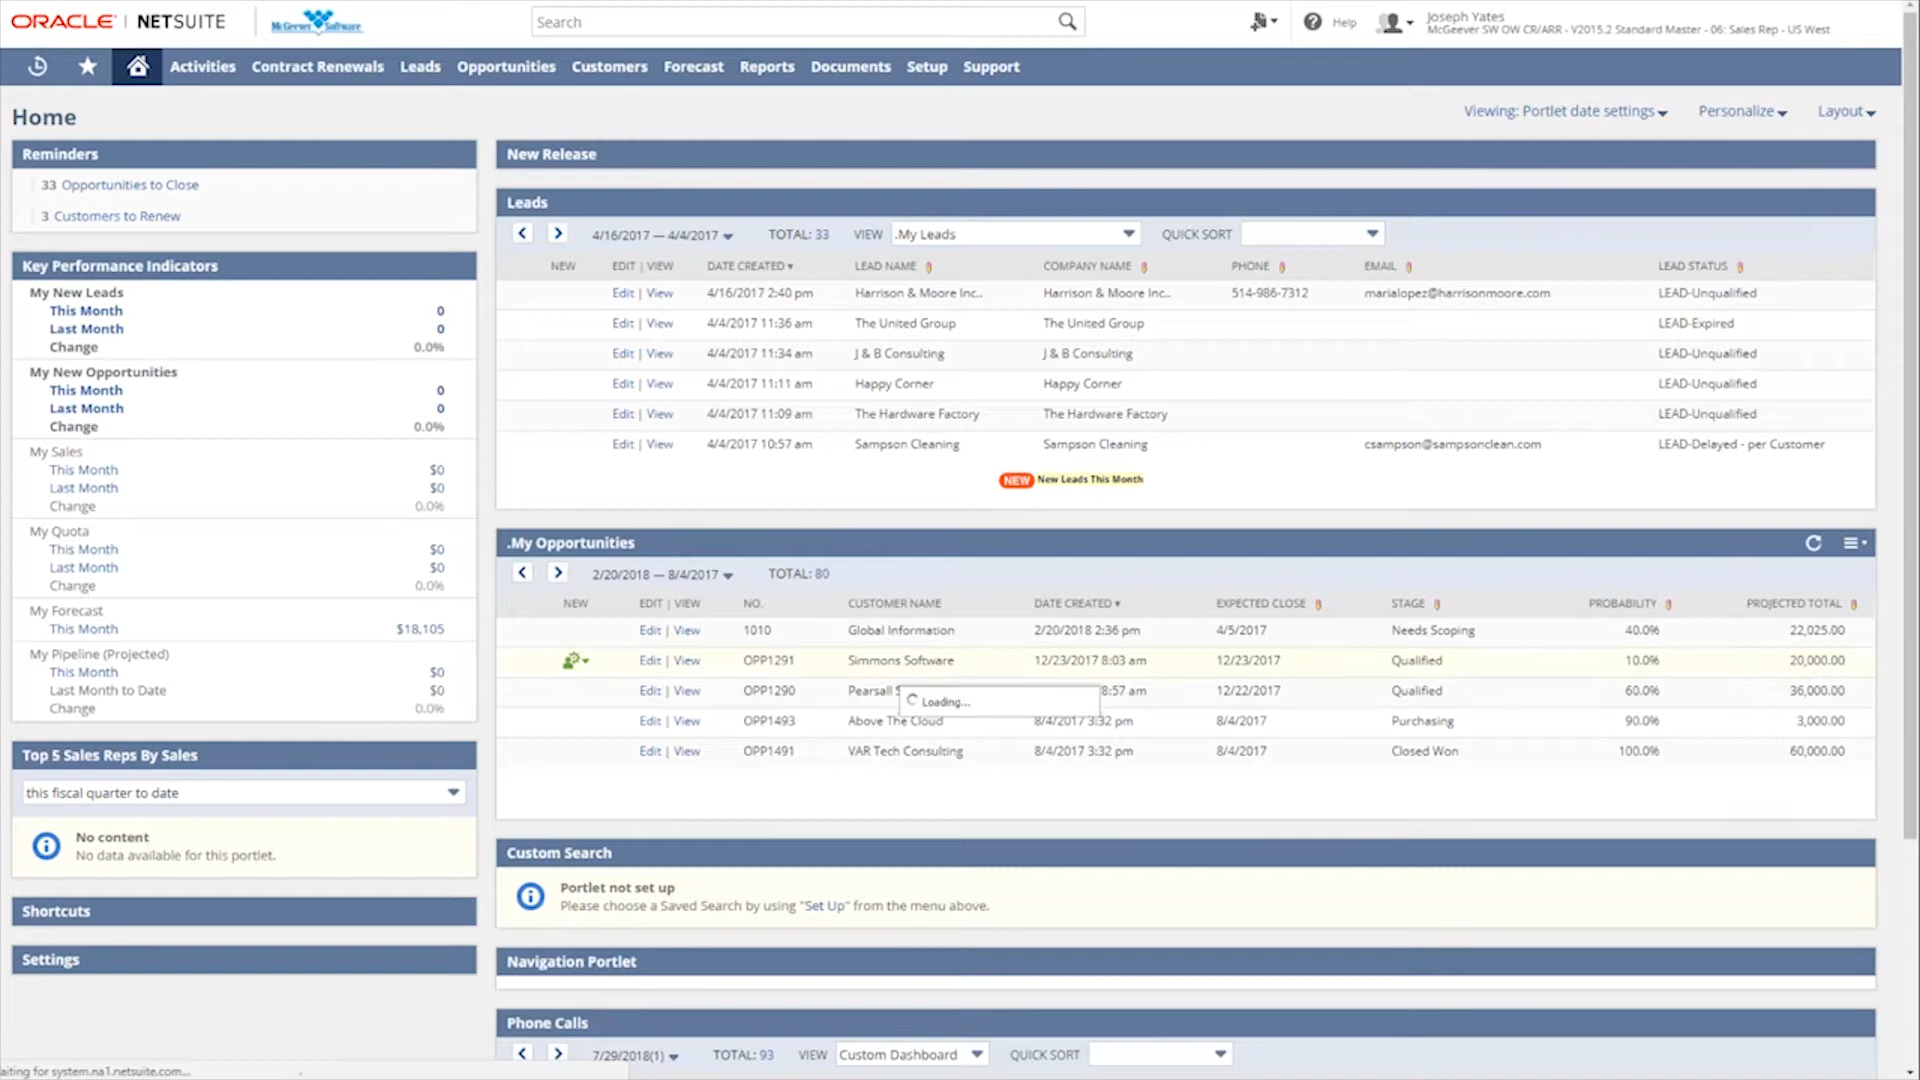 ORACLE | NETSUITE
McGeever Software
Search
Help
Joseph Yates
McGeever SW OW CR/ARR - V2015.2 Standard Master - 06: Sales Rep - US West
Activities Contract Renewals Leads Opportunities Customers Forecast Reports Documents Setup Support
Home
Viewing: Portlet date settings Personalize Layout
Reminders
33 Opportunities to Close
3 Customers to Renew
Key Performance Indicators
My New Leads
This Month 0
Last Month 0
Change 0.0%
My New Opportunities
This Month 0
Last Month 0
Change 0.0%
My Sales
This Month $0
Last Month $0
Change 0.0%
My Quota
This Month $0
Last Month $0
Change 0.0%
My Forecast
This Month $18,105
My Pipeline (Projected)
This Month $0
Last Month to Date $0
Change 0.0%
Top 5 Sales Reps By Sales
this fiscal quarter to date
No content
No data available for this portlet.
Shortcuts
Settings
New Release
Leads
4/16/2017 — 4/4/2017 TOTAL: 33 VIEW .My Leads QUICK SORT
NEW EDIT | VIEW DATE CREATED LEAD NAME COMPANY NAME PHONE EMAIL LEAD STATUS
Edit | View 4/16/2017 2:40 pm Harrison & Moore Inc.. Harrison & Moore Inc.. 514-986-7312 marialopez@harrisonmoore.com LEAD-Unqualified
Edit | View 4/4/2017 11:36 am The United Group The United Group LEAD-Expired
Edit | View 4/4/2017 11:34 am J & B Consulting J & B Consulting LEAD-Unqualified
Edit | View 4/4/2017 11:11 am Happy Corner Happy Corner LEAD-Unqualified
Edit | View 4/4/2017 11:09 am The Hardware Factory The Hardware Factory LEAD-Unqualified
Edit | View 4/4/2017 10:57 am Sampson Cleaning Sampson Cleaning csampson@sampsonclean.com LEAD-Delayed - per Customer
NEW New Leads This Month
.My Opportunities
2/20/2018 — 8/4/2017 TOTAL: 80
NEW EDIT | VIEW NO. CUSTOMER NAME DATE CREATED EXPECTED CLOSE STAGE PROBABILITY PROJECTED TOTAL
Edit | View 1010 Global Information 2/20/2018 2:36 pm 4/5/2017 Needs Scoping 40.0% 22,025.00
Edit | View OPP1291 Simmons Software 12/23/2017 8:03 am 12/23/2017 Qualified 10.0% 20,000.00
Edit | View OPP1290 Pearsall S 8:57 am 12/22/2017 Qualified 60.0% 36,000.00
Loading...
Edit | View OPP1493 Above The Cloud 8/4/2017 3:32 pm 8/4/2017 Purchasing 90.0% 3,000.00
Edit | View OPP1491 VAR Tech Consulting 8/4/2017 3:32 pm 8/4/2017 Closed Won 100.0% 60,000.00
Custom Search
Portlet not set up
Please choose a Saved Search by using "Set Up" from the menu above.
Navigation Portlet
Phone Calls
7/29/2018(1) TOTAL: 93 VIEW Custom Dashboard QUICK SORT
aiting for system.na1.netsuite.com...